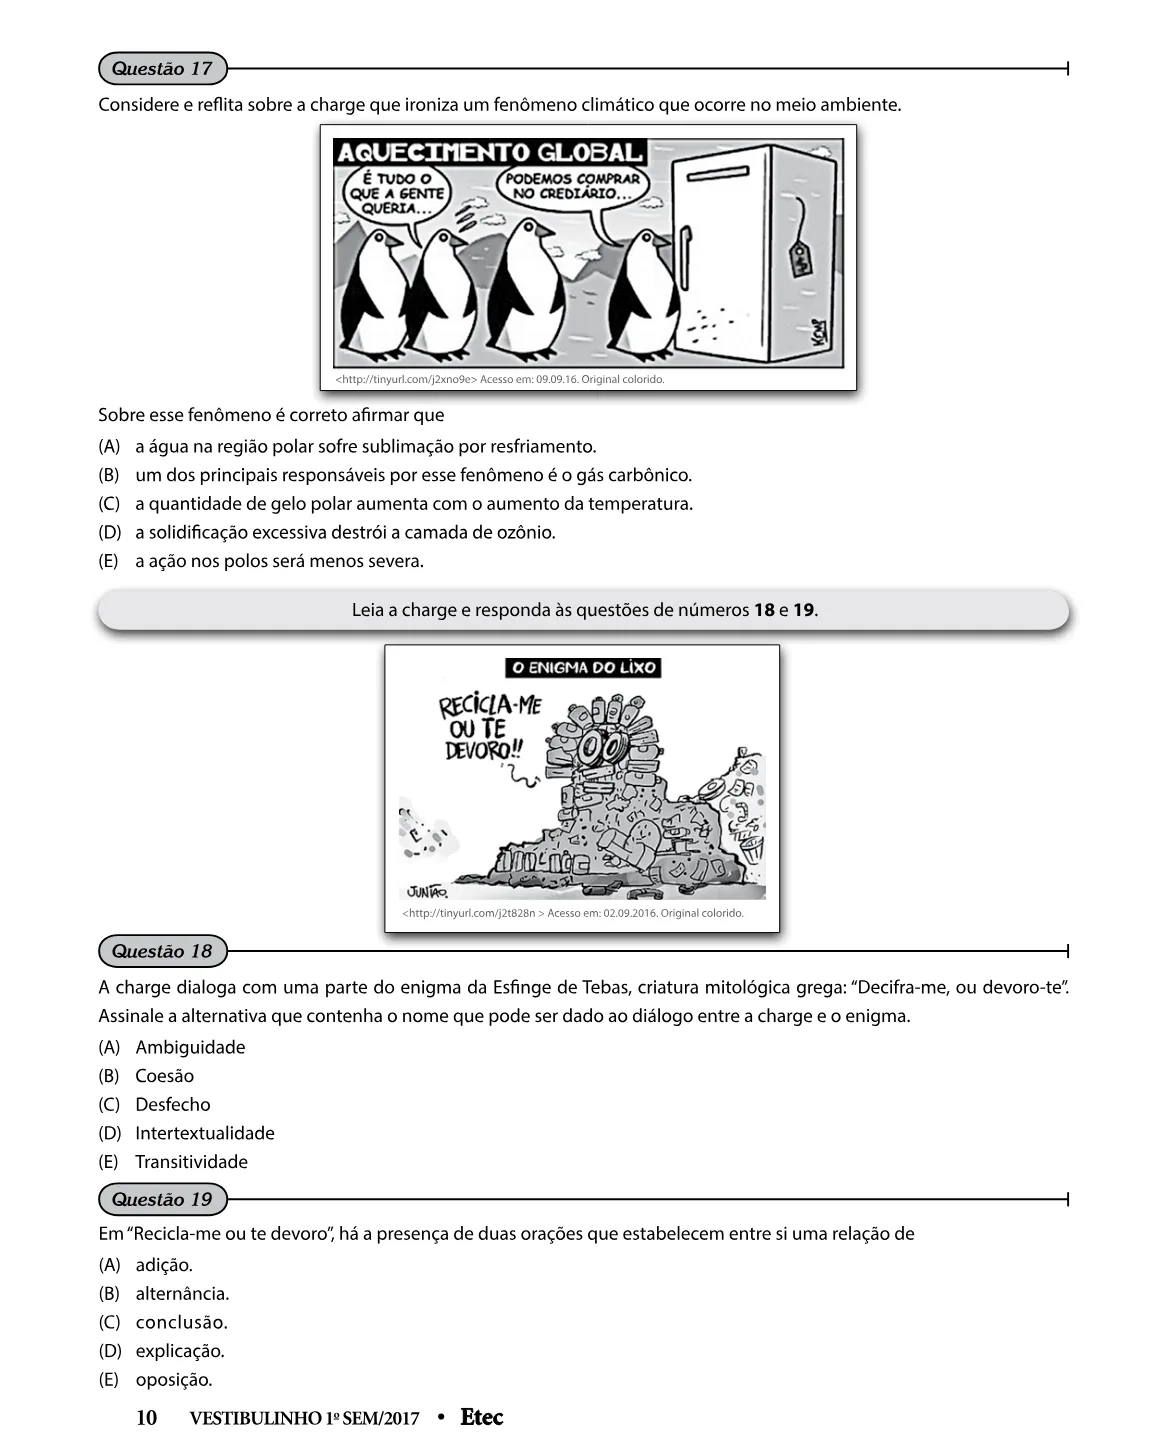 Questão 17
Considere e reflita sobre a charge que ironiza um fenômeno climático que ocorre no meio ambiente.
AQUECIMENTO GLOBAL
É TUDO O
QUE A GENTE
QUERIA...
PODEMOS COMPRAR
NO CREDIÁRIO...
<http://tinyurl.com/j2xno9e> Acesso em: 09.09.16. Original colorido.
Sobre esse fenômeno é correto afirmar que
(A) a água na região polar sofre sublimação por resfriamento.
(B) um dos principais responsáveis por esse fenômeno é o gás carbônico.
(C) a quantidade de gelo polar aumenta com o aumento da temperatura.
(D) a solidificação excessiva destrói a camada de ozônio.
(E) a ação nos polos será menos severa.
Leia a charge e responda às questões de números 18 e 19.
O ENIGMA DO LIXO
RECICLA-ME
OU TE
DEVORO!!
JUNIÃO.
<http://tinyurl.com/j2t828n > Acesso em: 02.09.2016. Original colorido.
Questão 18
A charge dialoga com uma parte do enigma da Esfinge de Tebas, criatura mitológica grega: “Decifra-me, ou devoro-te”.
Assinale a alternativa que contenha o nome que pode ser dado ao diálogo entre a charge e o enigma.
(A) Ambiguidade
(B) Coesão
(C) Desfecho
(D) Intertextualidade
(E) Transitividade
Questão 19
Em “Recicla-me ou te devoro”, há a presença de duas orações que estabelecem entre si uma relação de
(A) adição.
(B) alternância.
(C) conclusão.
(D) explicação.
(E) oposição.
10 VESTIBULINHO 1º SEM/2017 • Etec